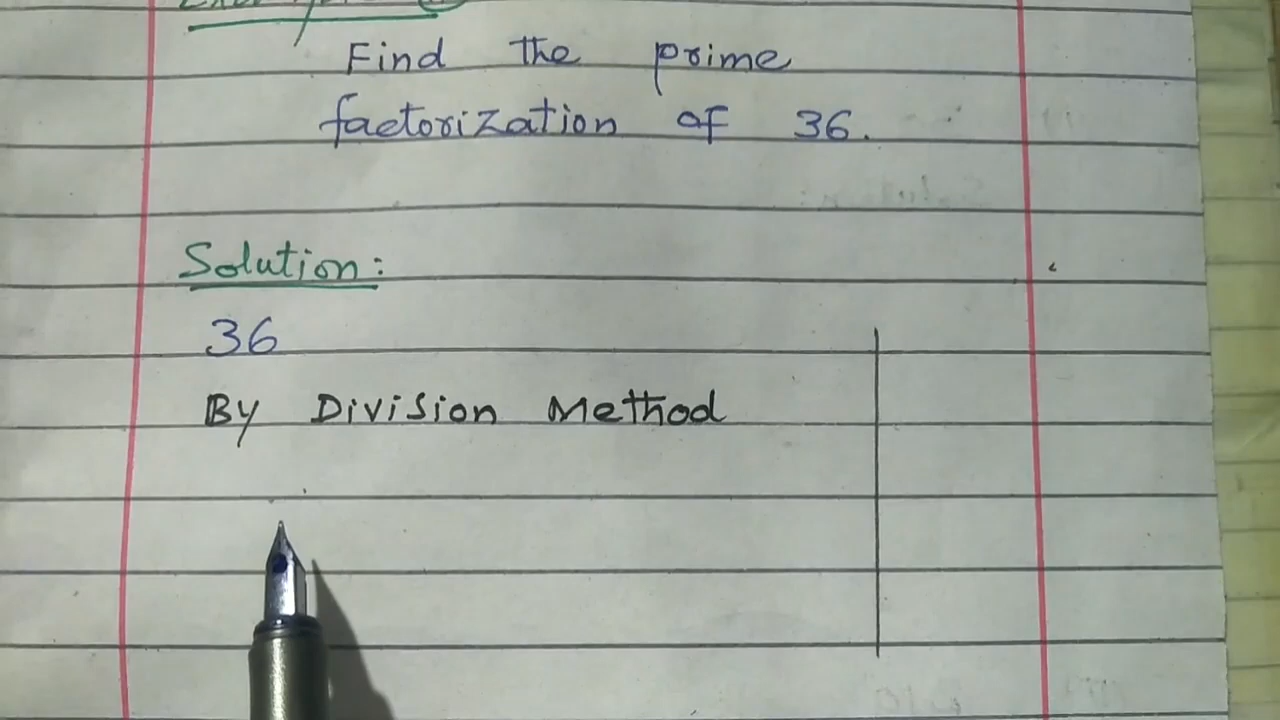 Find the prime
factorization of 36.
Solution:
36
By Division Method